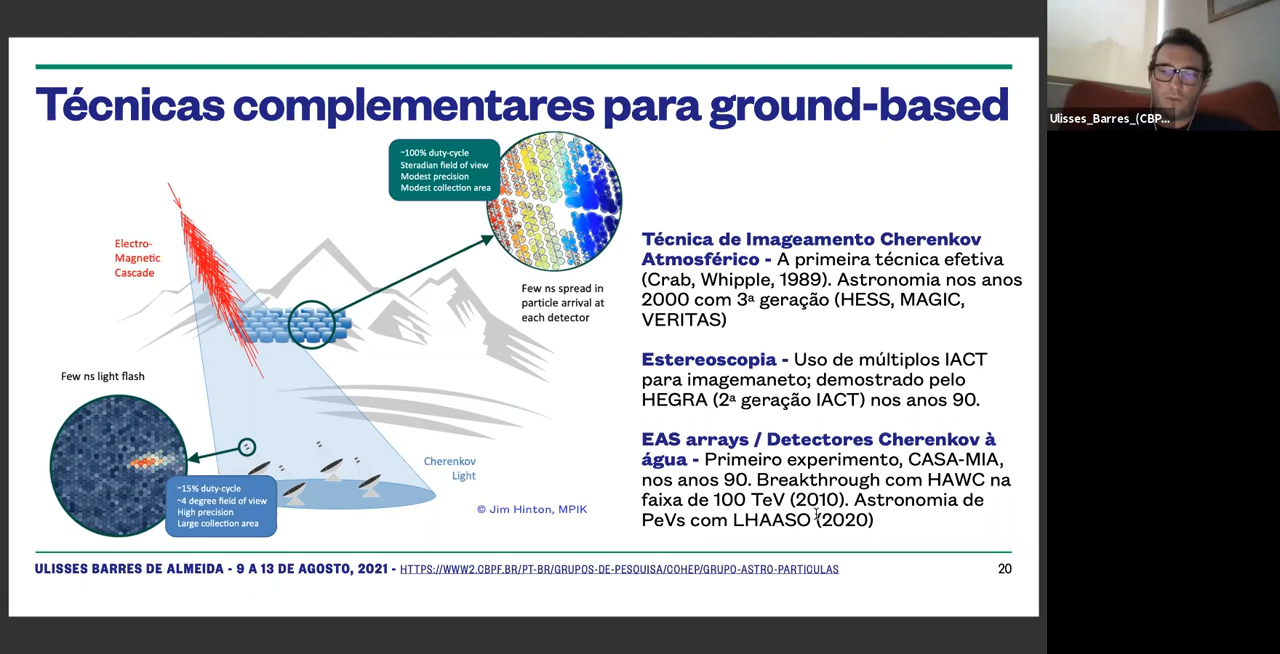 Técnicas complementares para ground-based
~100% duty-cycle
Steradian field of view
Modest precision
Modest collection area
Electro-
Magnetic
Cascade
Few ns spread in
particle arrival at
each detector
Few ns light flash
~15% duty-cycle
~4 degree field of view
High precision
Large collection area
Cherenkov
Light
© Jim Hinton, MPIK
Técnica de Imageamento Cherenkov
Atmosférico - A primeira técnica efetiva
(Crab, Whipple, 1989). Astronomia nos anos
2000 com 3ª geração (HESS, MAGIC,
VERITAS)
Estereoscopia - Uso de múltiplos IACT
para imagemaneto; demostrado pelo
HEGRA (2ª geração IACT) nos anos 90.
EAS arrays / Detectores Cherenkov à
água - Primeiro experimento, CASA-MIA,
nos anos 90. Breakthrough com HAWC na
faixa de 100 TeV (2010). Astronomia de
PeVs com LHAASO (2020)
ULISSES BARRES DE ALMEIDA - 9 A 13 DE AGOSTO, 2021 - HTTPS://WWW2.CBPF.BR/PT-BR/GRUPOS-DE-PESQUISA/COHEP/GRUPO-ASTRO-PARTICULAS
20
Ulisses_Barres_(CBP...